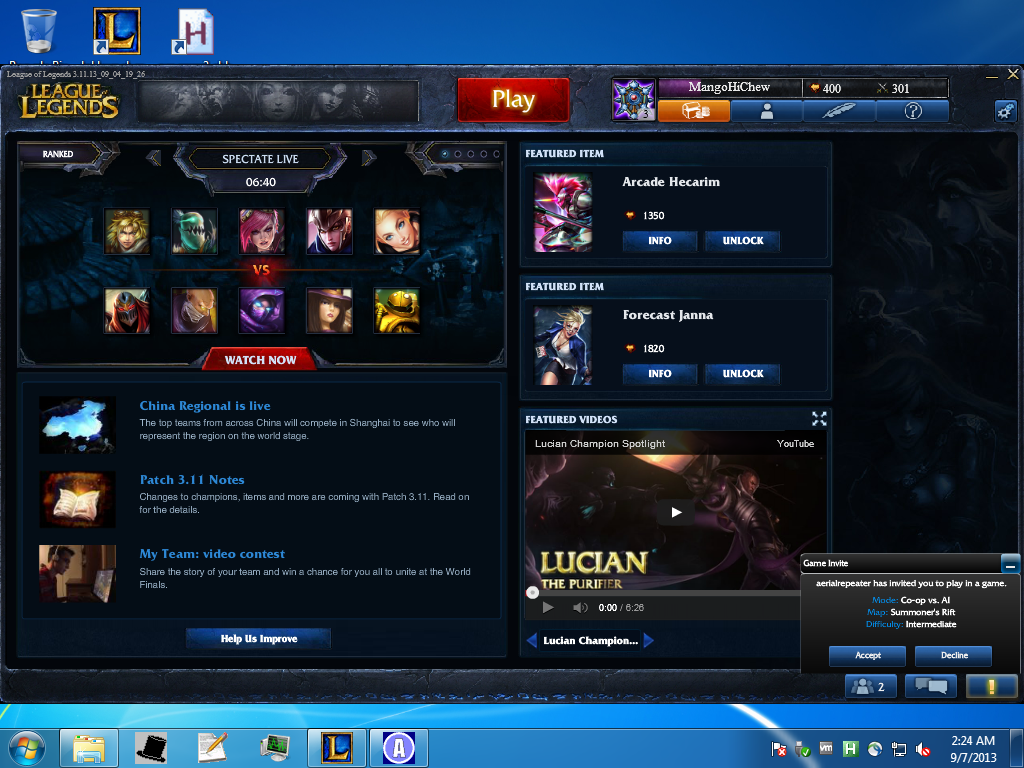 League of Legends 3.11.13_09_04_19_26
LEAGUE of LEGENDS
Play
3
MangoHiChew
400
301
RANKED
SPECTATE LIVE
06:40
VS
WATCH NOW
China Regional is live
The top teams from across China will compete in Shanghai to see who will
represent the region on the world stage.
Patch 3.11 Notes
Changes to champions, items and more are coming with Patch 3.11. Read on
for the details.
My Team: video contest
Share the story of your team and win a chance for you all to unite at the World
Finals.
Help Us Improve
FEATURED ITEM
Arcade Hecarim
1350
INFO
UNLOCK
FEATURED ITEM
Forecast Janna
1820
INFO
UNLOCK
FEATURED VIDEOS
Lucian Champion Spotlight
YouTube
LUCIAN
THE PURIFIER
0:00 / 6:26
Lucian Champion...
Game Invite
aerialrepeater has invited you to play in a game.
Mode: Co-op vs. AI
Map: Summoner's Rift
Difficulty: Intermediate
Accept
Decline
2
2:24 AM
9/7/2013